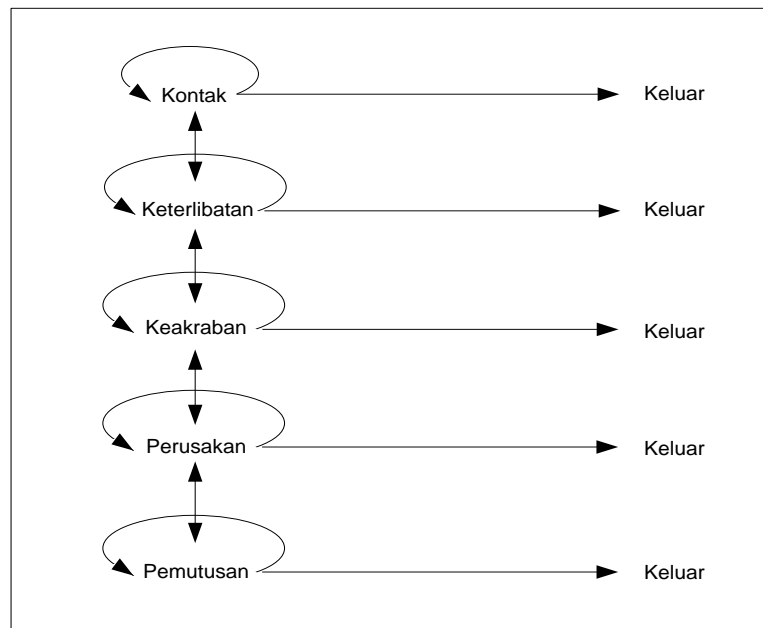 Kontak Keluar
Keterlibatan Keluar
Keakraban Keluar
Perusakan Keluar
Pemutusan Keluar